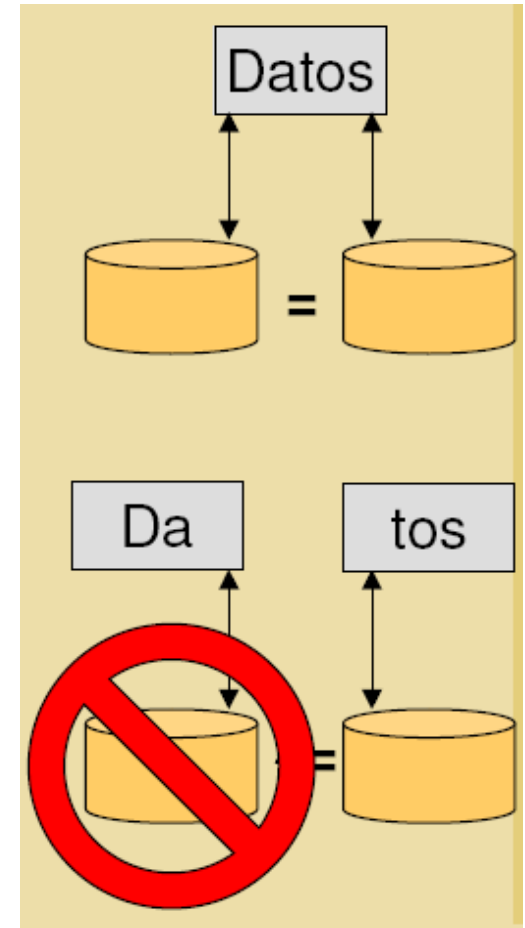 Datos
=
Da tos
=